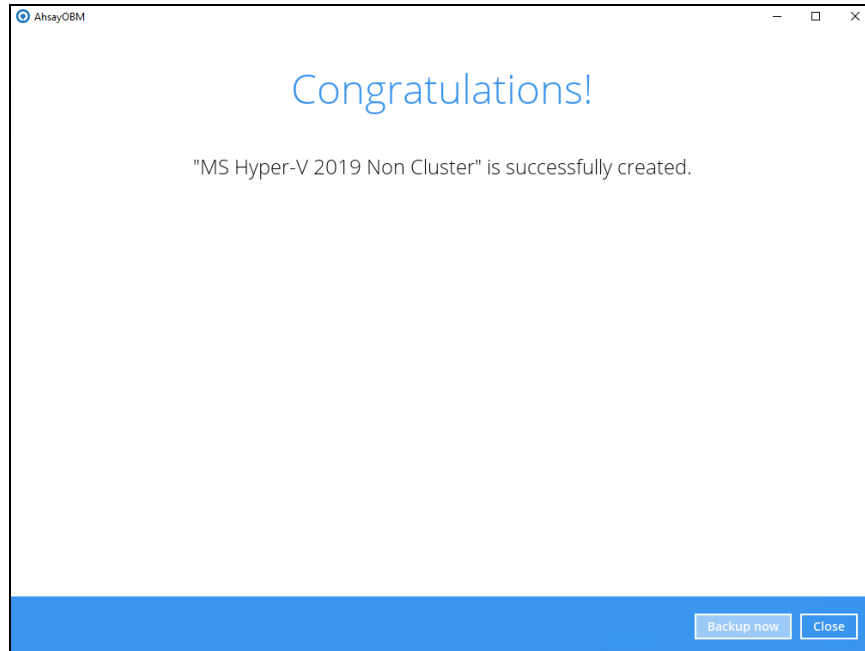 AhsayOBM
Congratulations!
"MS Hyper-V 2019 Non Cluster" is successfully created.
Backup now Close